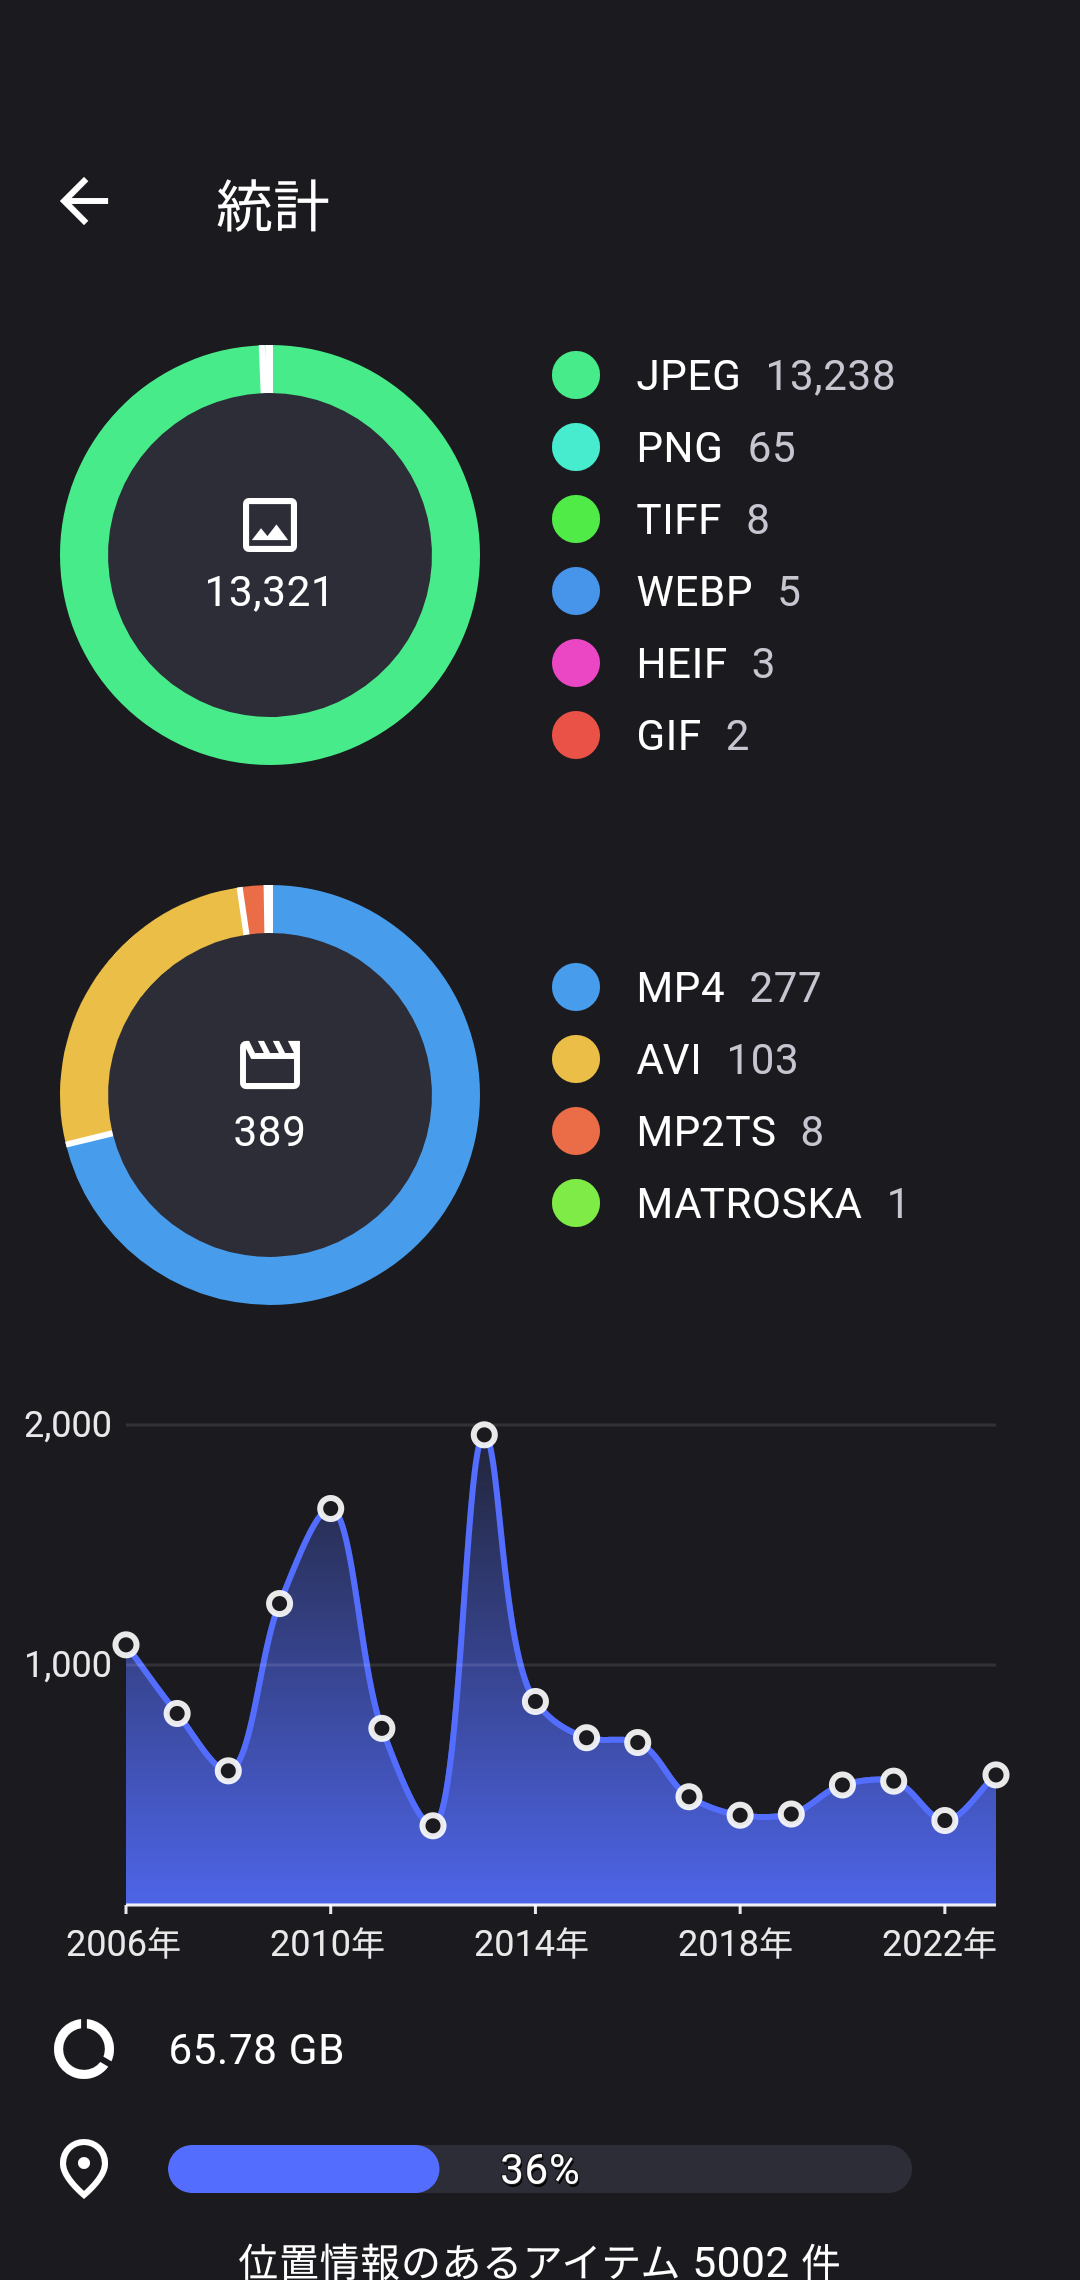 統計
JPEG 13,238
PNG 65
TIFF 8
WEBP 5
HEIF 3
GIF 2
13,321
MP4 277
AVI 103
MP2TS 8
MATROSKA 1
389
2,000
1,000
2006年 2010年 2014年 2018年 2022年
65.78 GB
36%
位置情報のあるアイテム 5002 件